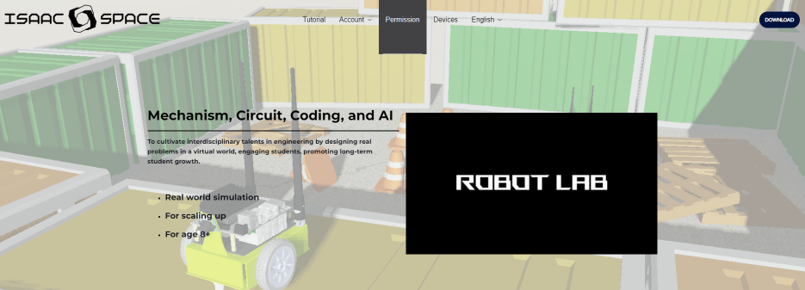 ISAAC SPACE
Tutorial Account Permission Devices English DOWNLOAD
Mechanism, Circuit, Coding, and AI
To cultivate interdisciplinary talents in engineering by designing real
problems in a virtual world, engaging students, promoting long-term
student growth.
Real world simulation
For scaling up
For age 8+
ROBOT LAB